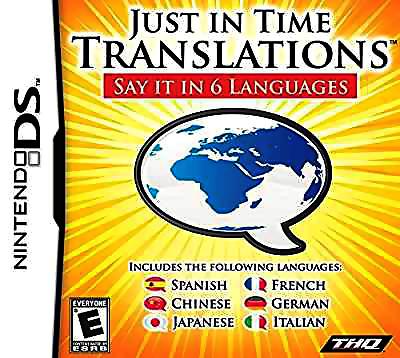 JUST IN TIME
TRANSLATIONS™
SAY IT IN 6 LANGUAGES
NINTENDO DS™
INCLUDES THE FOLLOWING LANGUAGES:
SPANISH FRENCH
CHINESE GERMAN
JAPANESE ITALIAN
EVERYONE
E
ESRB
THQ